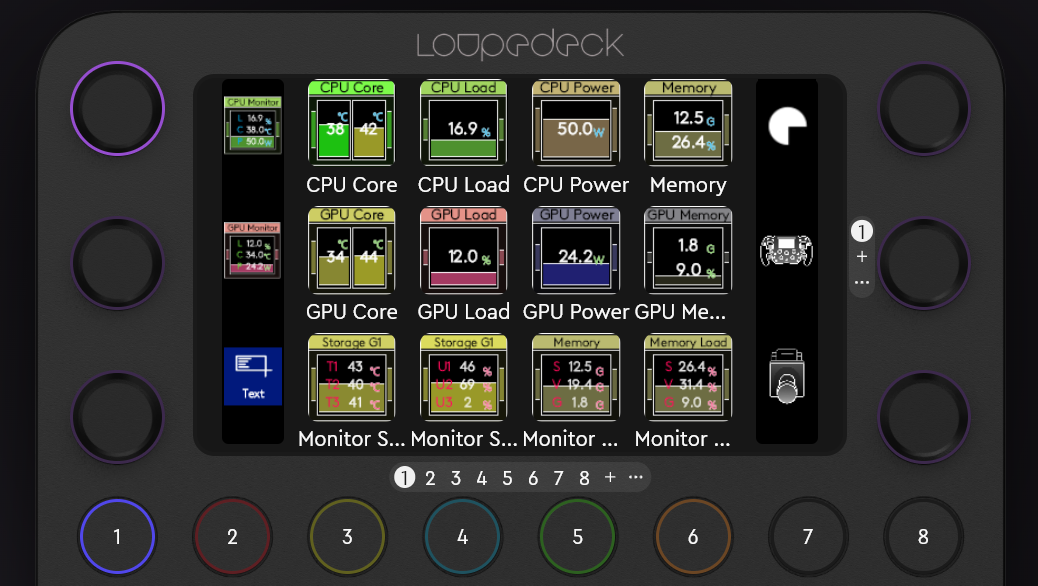 Loupedeck
CPU Monitor
L 16.9 %
C 38.0℃
P 50.0W
CPU Core
℃ ℃
38 42
CPU Core
CPU Load
16.9 %
CPU Load
CPU Power
50.0W
CPU Power
Memory
12.5 G
26.4%
Memory
GPU Monitor
L 12.0 %
C 34.0℃
P 24.2W
GPU Core
℃ ℃
34 44
GPU Core
GPU Load
12.0 %
GPU Load
GPU Power
24.2W
GPU Power
GPU Memory
1.8 G
9.0 %
GPU Me...
1
+
...
Text
Storage G1
T1 43 ℃
T2 40 ℃
T3 41 ℃
Monitor S...
Storage G1
U1 46 %
U2 69 %
U3 2 %
Monitor S...
Memory
S 12.5 G
V 19.4 G
G 1.8 G
Monitor ...
Memory Load
S 26.4%
V 31.4%
G 9.0 %
Monitor ...
1 2 3 4 5 6 7 8 + ...
1 2 3 4 5 6 7 8